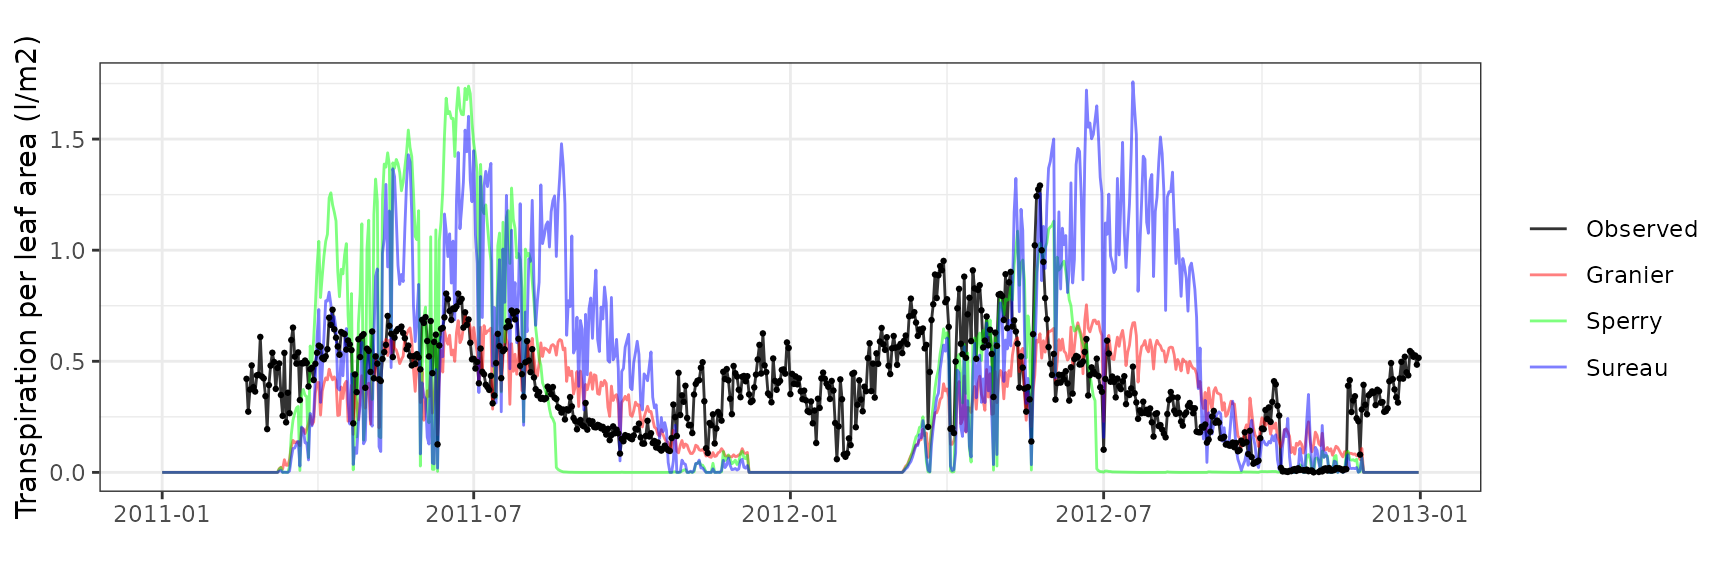 Transpiration per leaf area (l/m2)
1.5
1.0
0.5
0.0
2011-01
2011-07
2012-01
2012-07
2013-01
Observed
Granier
Sperry
Sureau